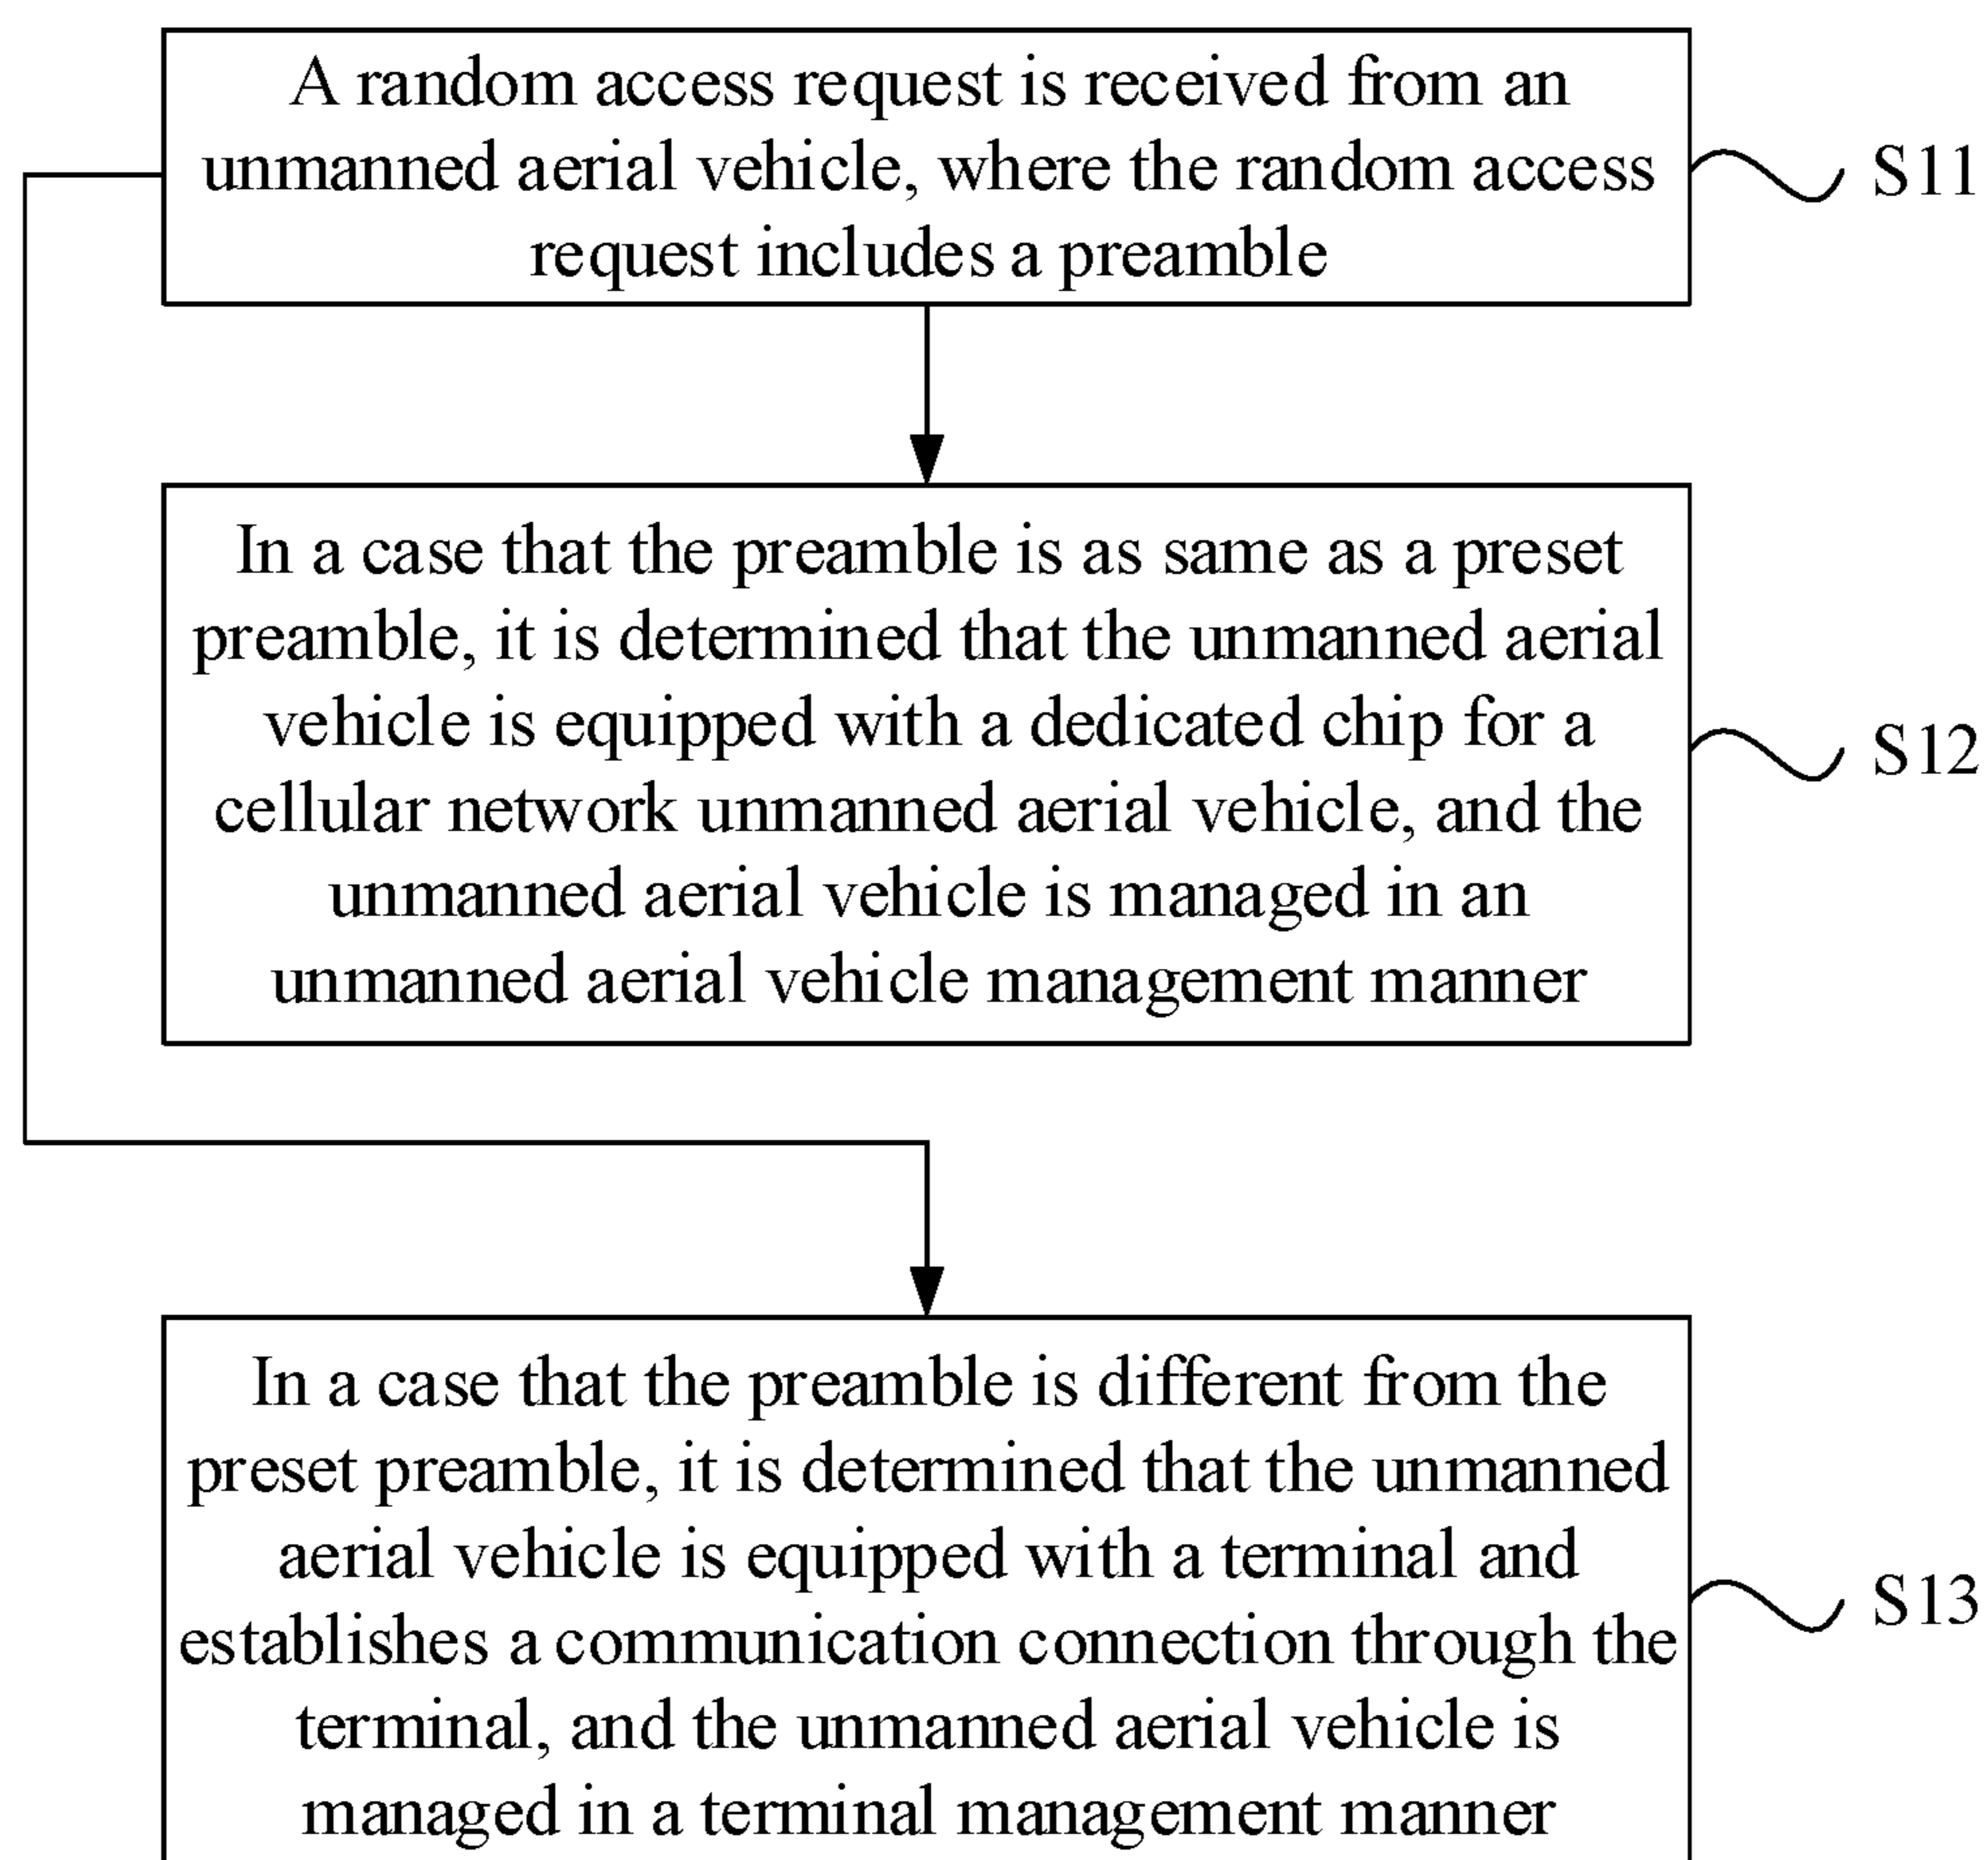 A random access request is received from an
unmanned aerial vehicle, where the random access
request includes a preamble
S11
In a case that the preamble is as same as a preset
preamble, it is determined that the unmanned aerial
vehicle is equipped with a dedicated chip for a
cellular network unmanned aerial vehicle, and the
unmanned aerial vehicle is managed in an
unmanned aerial vehicle management manner
S12
In a case that the preamble is different from the
preset preamble, it is determined that the unmanned
aerial vehicle is equipped with a terminal and
establishes a communication connection through the
terminal, and the unmanned aerial vehicle is
managed in a terminal management manner
S13